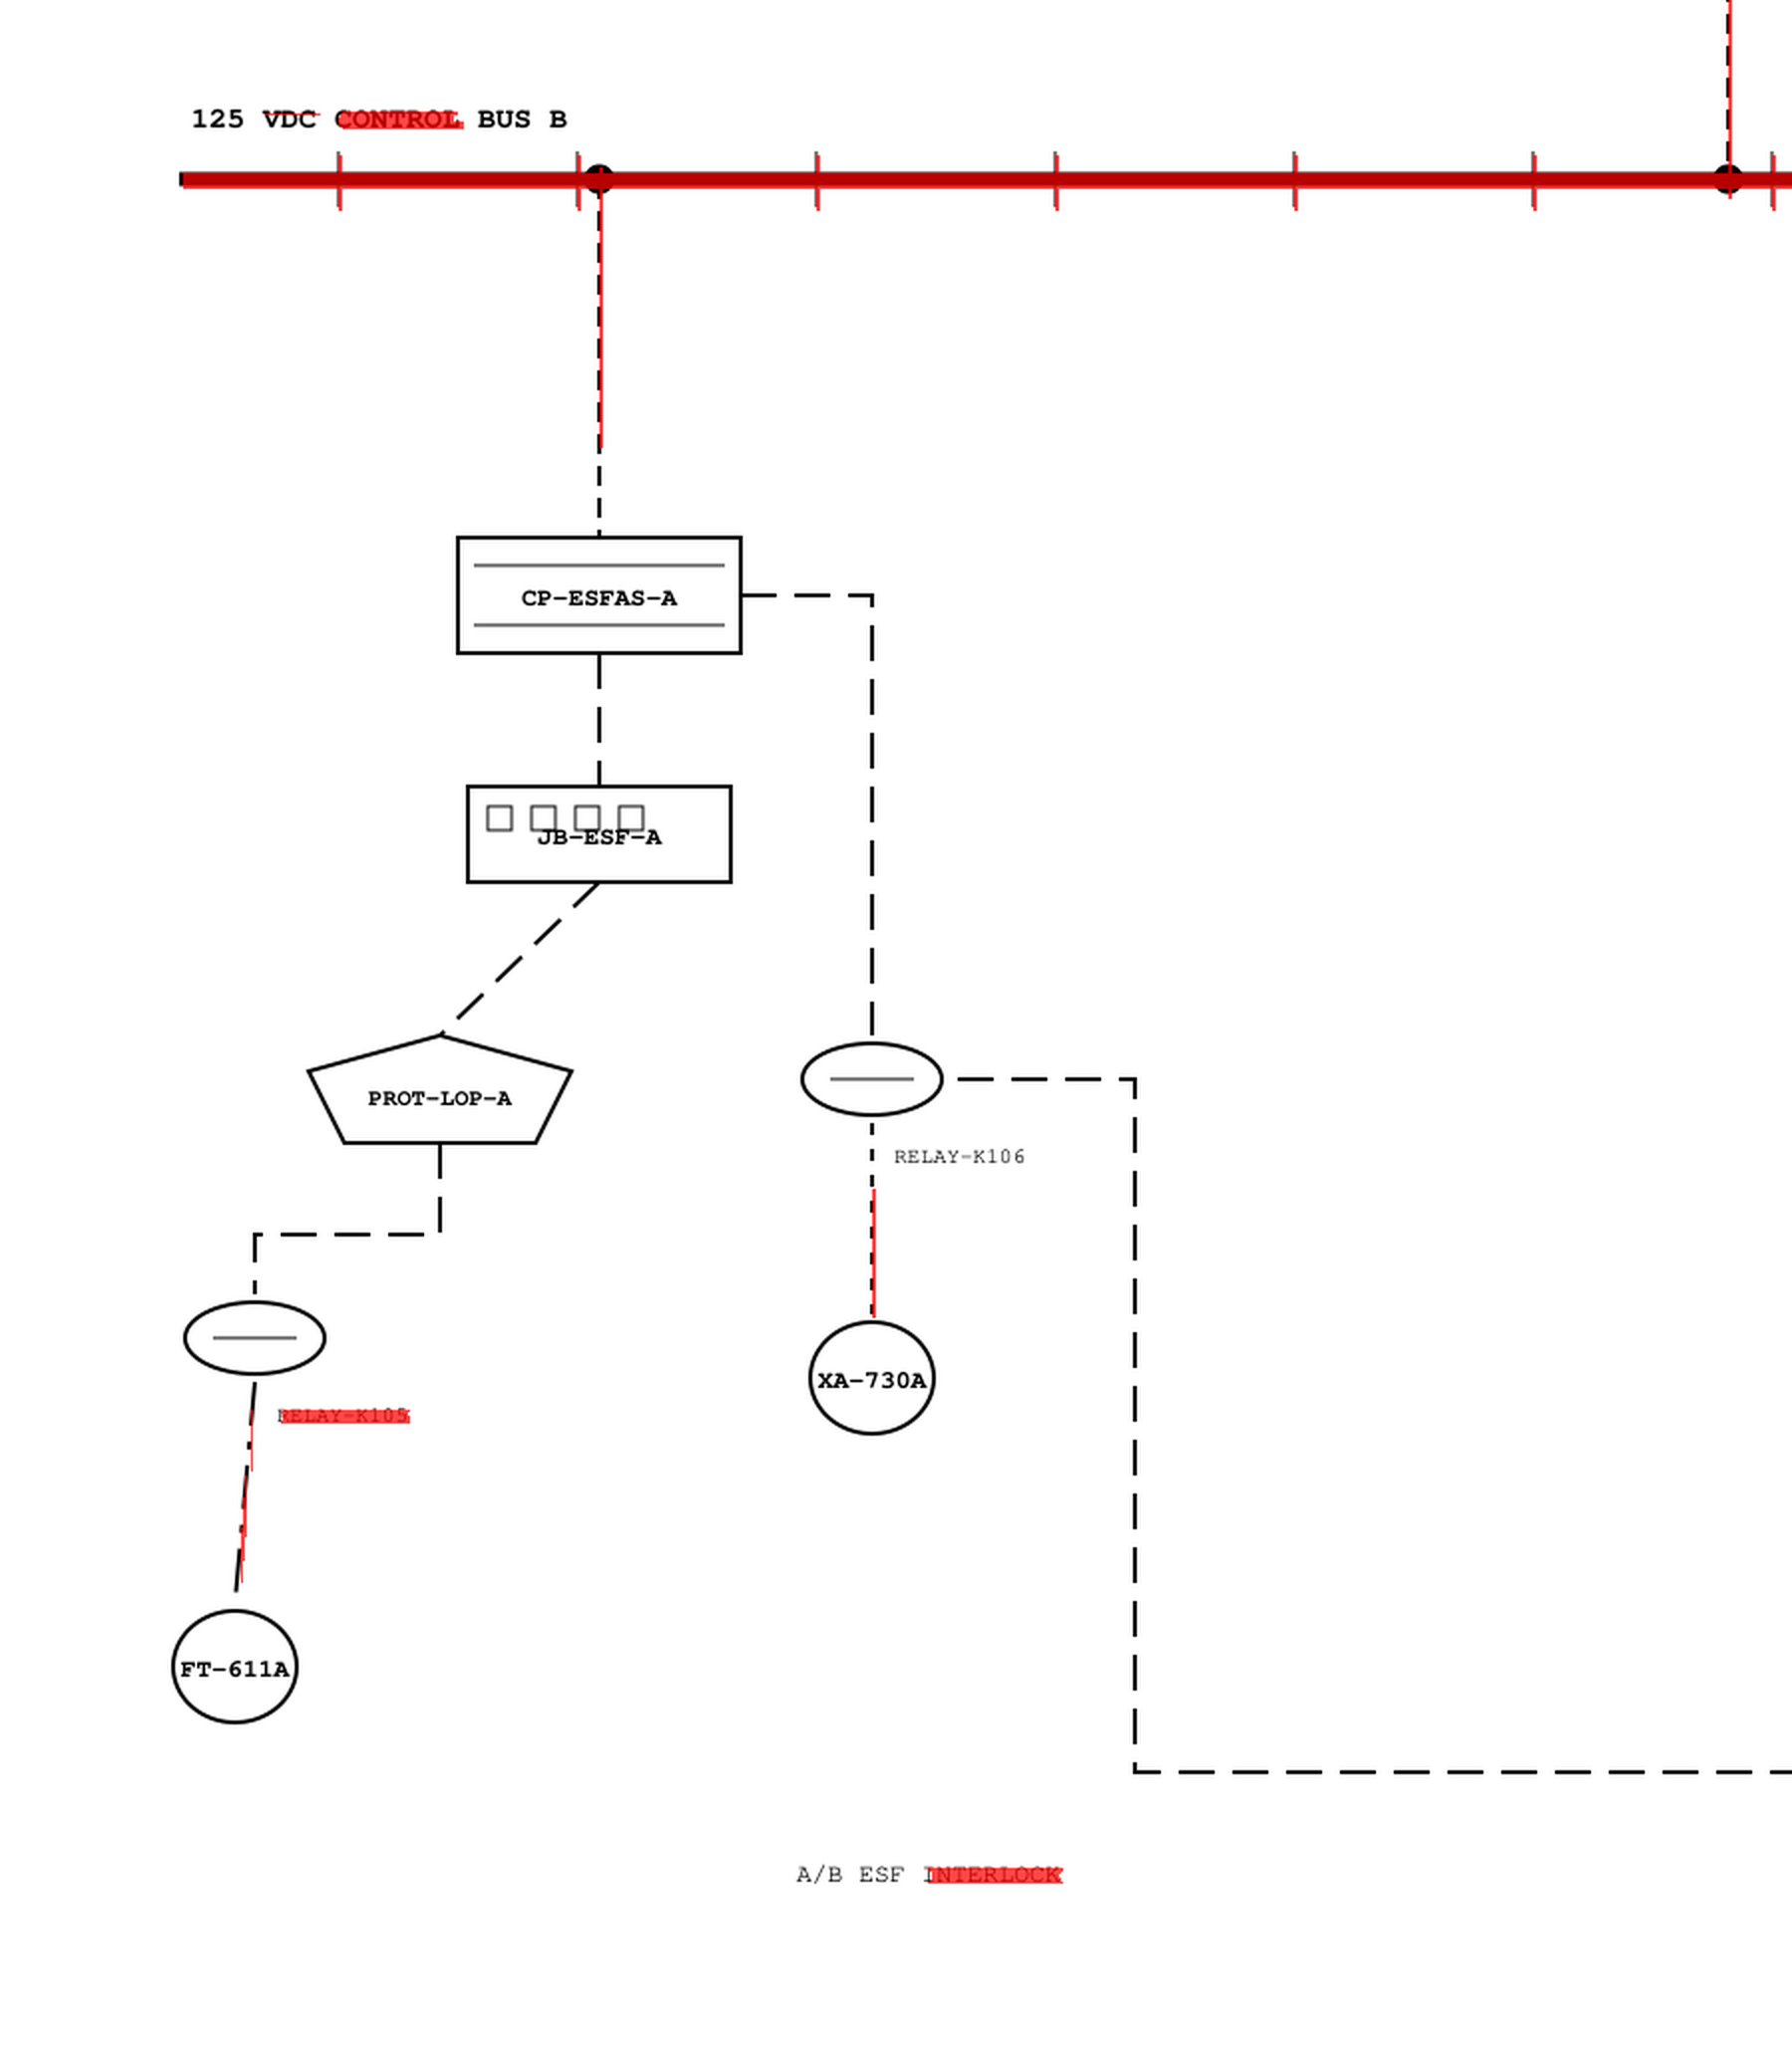 125 VDC CONTROL BUS B
CP-ESFAS-A
JB-ESF-A
PROT-LOP-A
RELAY-K106
XA-730A
RELAY-K105
FT-611A
A/B ESF INTERLOCK